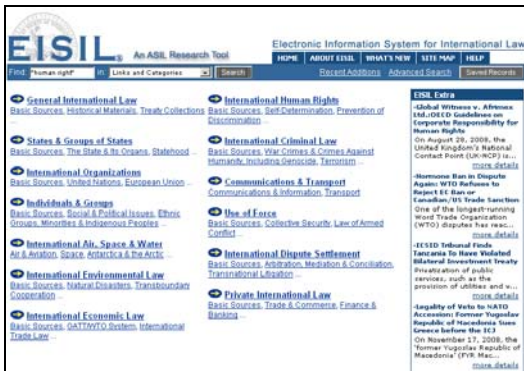 EISIL
An ASIL Research Tool
Electronic Information System for International Law
HOME ABOUT EISIL WHAT'S NEW SITE MAP HELP
Find: "human right" in: Links and Categories Search Recent Additions Advanced Search Saved Records
General International Law
Basic Sources, Historical Materials, Treaty Collections
...
States & Groups of States
Basic Sources, The State & Its Organs, Statehood ...
International Organizations
Basic Sources, United Nations, European Union ...
Individuals & Groups
Basic Sources, Social & Political Issues, Ethnic
Groups, Minorities & Indigenous Peoples ...
International Air, Space & Water
Air & Aviation, Space, Antarctica & the Arctic ...
International Environmental Law
Basic Sources, Natural Disasters, Transboundary
Cooperation ...
International Economic Law
Basic Sources, GATT/WTO System, International
Trade Law ...
International Human Rights
Basic Sources, Self-Determination, Prevention of
Discrimination ...
International Criminal Law
Basic Sources, War Crimes & Crimes Against
Humanity, Including Genocide, Terrorism ...
Communications & Transport
Communications & Information, Transport
Use of Force
Basic Sources, Collective Security, Law of Armed
Conflict ...
International Dispute Settlement
Basic Sources, Arbitration, Mediation & Conciliation,
Transnational Litigation ...
Private International Law
Basic Sources, Trade & Commerce, Finance &
Banking ...
EISIL Extra
-Global Witness v. Afrimex
Ltd.:OECD Guidelines on
Corporate Responsibility for
Human Rights
On August 28, 2008, the
United Kingdom's National
Contact Point (UK-NCP) is...
more details
-Hormone Ban in Dispute
Again: WTO Refuses to
Reject EC Ban or
Canadian/US Trade Sanction
One of the longest-running
Word Trade Organization
(WTO) disputes has reac...
more details
-ICSID Tribunal Finds
Tanzania to Have Violated
Bilateral Investment Treaty
Privatization of public
services, such as the
provision of utilities and v...
more details
-Legality of Veto to NATO
Accession: Former Yugoslav
Republic of Macedonia Sues
Greece before the ICJ
On November 17, 2008, the
'former Yugoslav Republic of
Macedonia' (FYR Mac...
more details